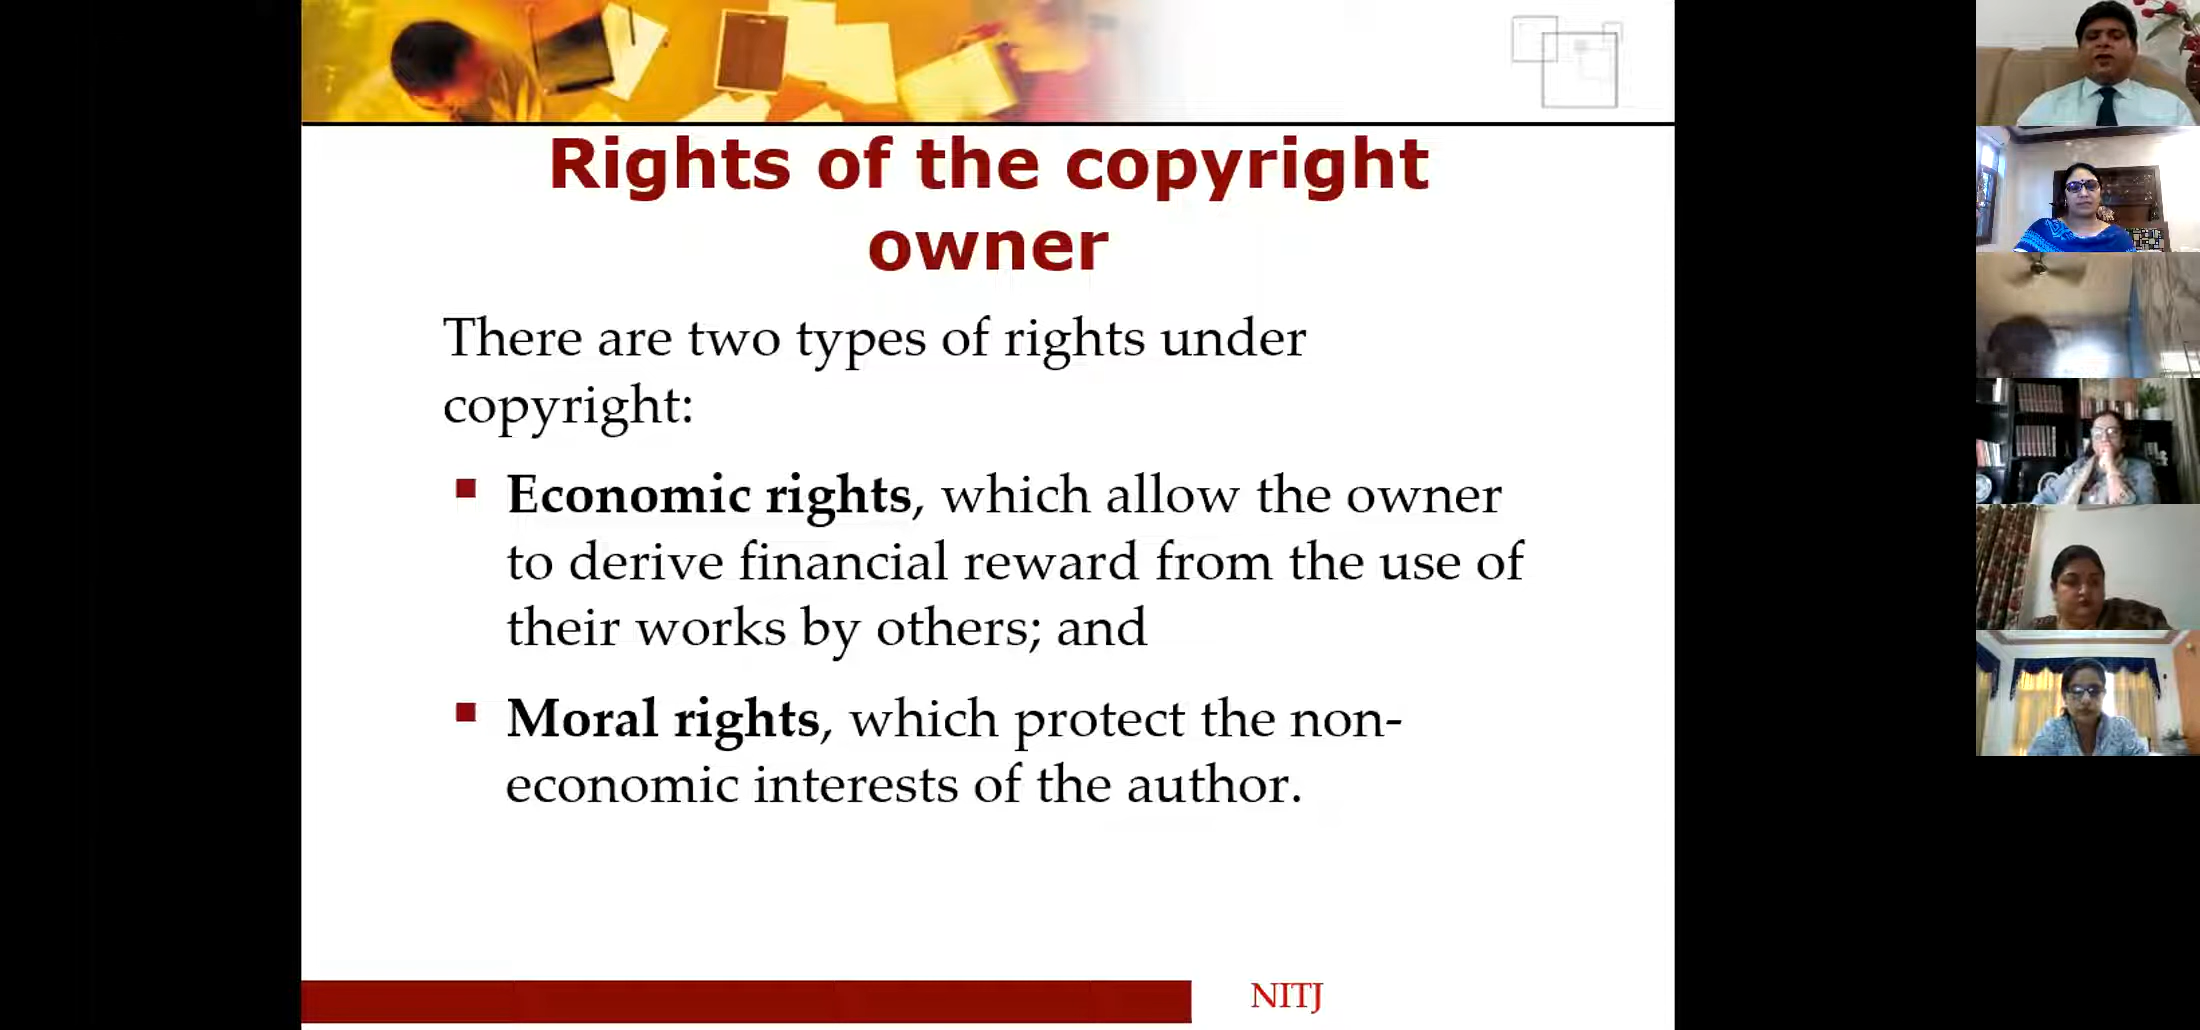 Rights of the copyright
owner
There are two types of rights under
copyright:
Economic rights, which allow the owner
to derive financial reward from the use of
their works by others; and
Moral rights, which protect the non-
economic interests of the author.
NITJ